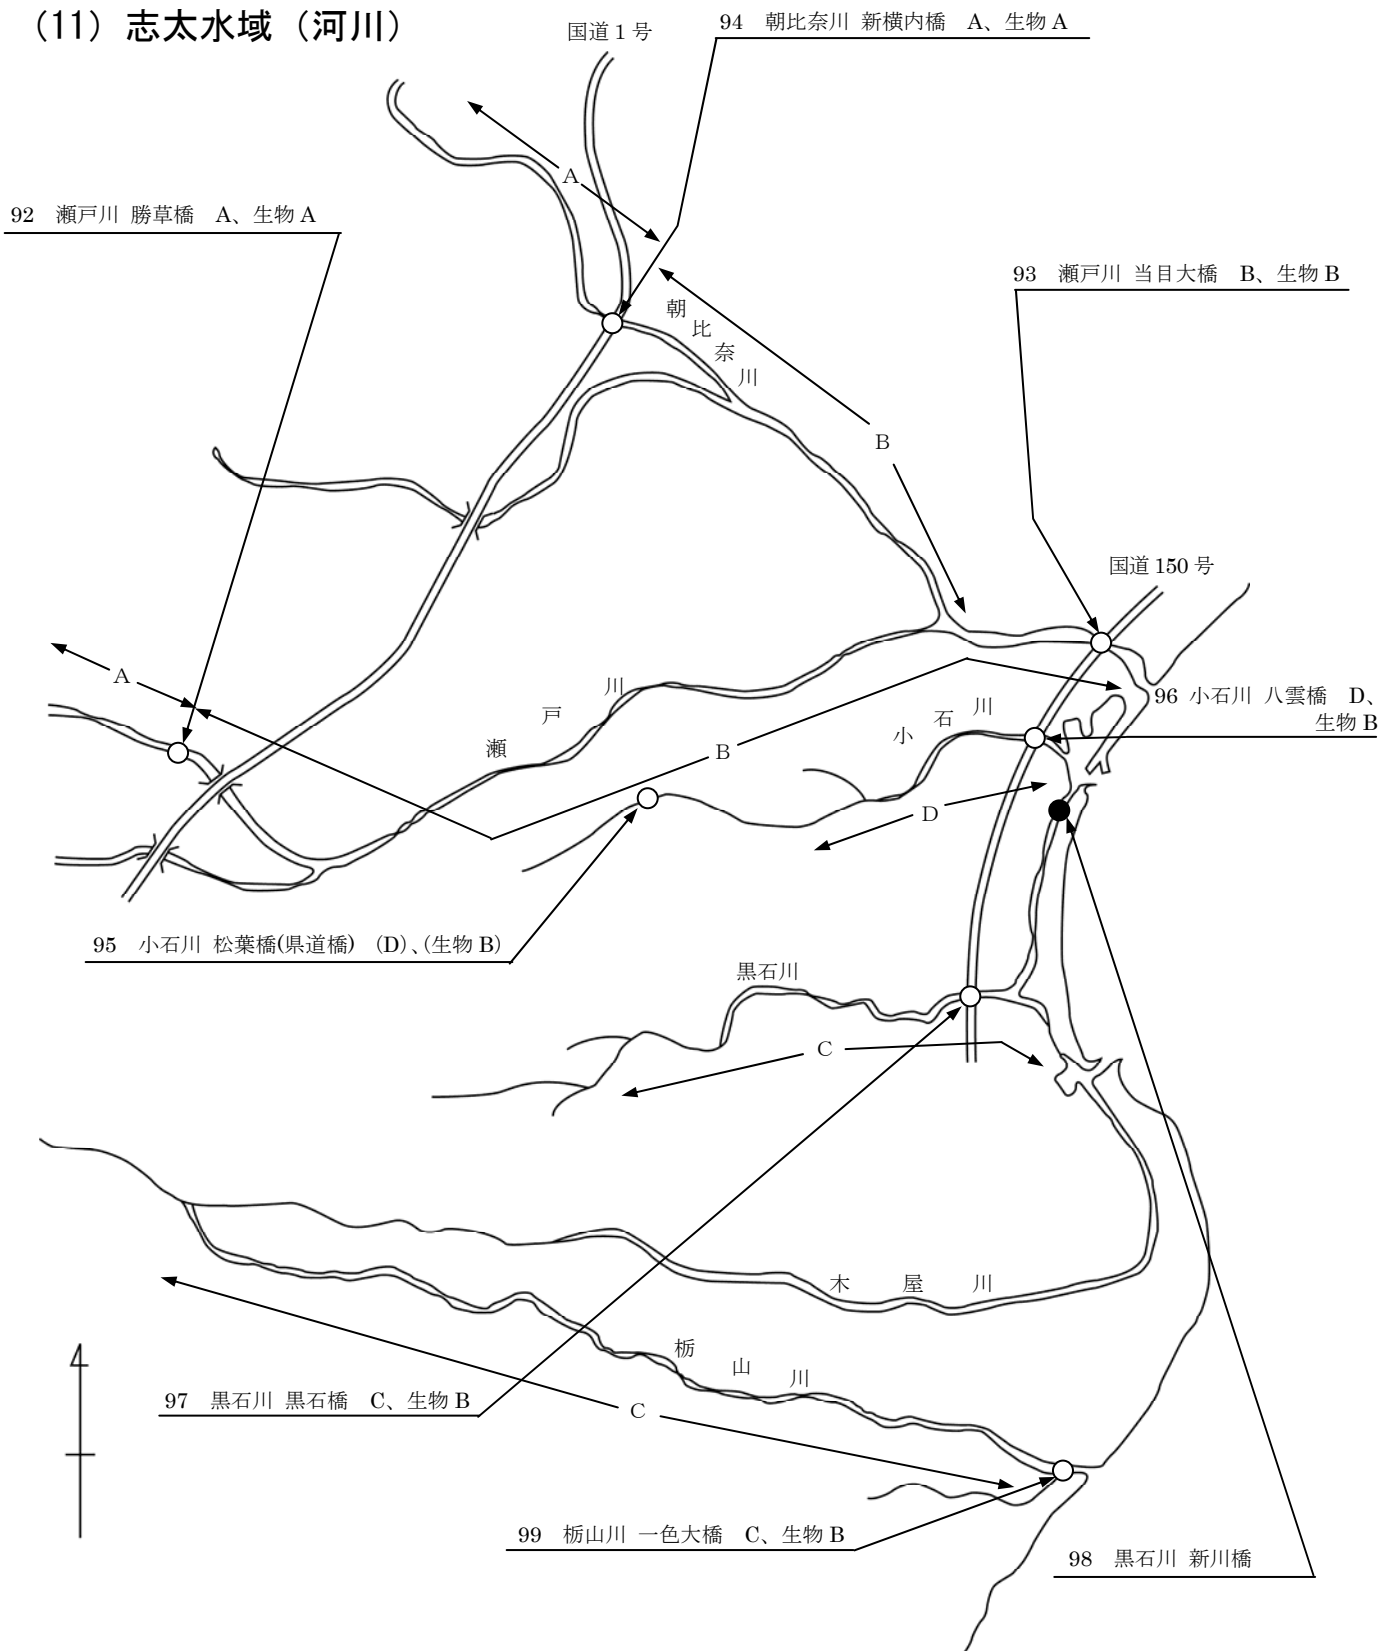 (11) 志太水域（河川）
国道1号
94 朝比奈川 新横内橋 A、生物A
A
92 瀬戸川 勝草橋 A、生物A
93 瀬戸川 当目大橋 B、生物B
朝比奈川
B
国道150号
A
瀬戸川
小石川
96 小石川 八雲橋 D、
生物B
B
D
95 小石川 松葉橋(県道橋) (D)、(生物B)
黒石川
C
木屋川
栃山川
97 黒石川 黒石橋 C、生物B
C
99 栃山川 一色大橋 C、生物B
98 黒石川 新川橋